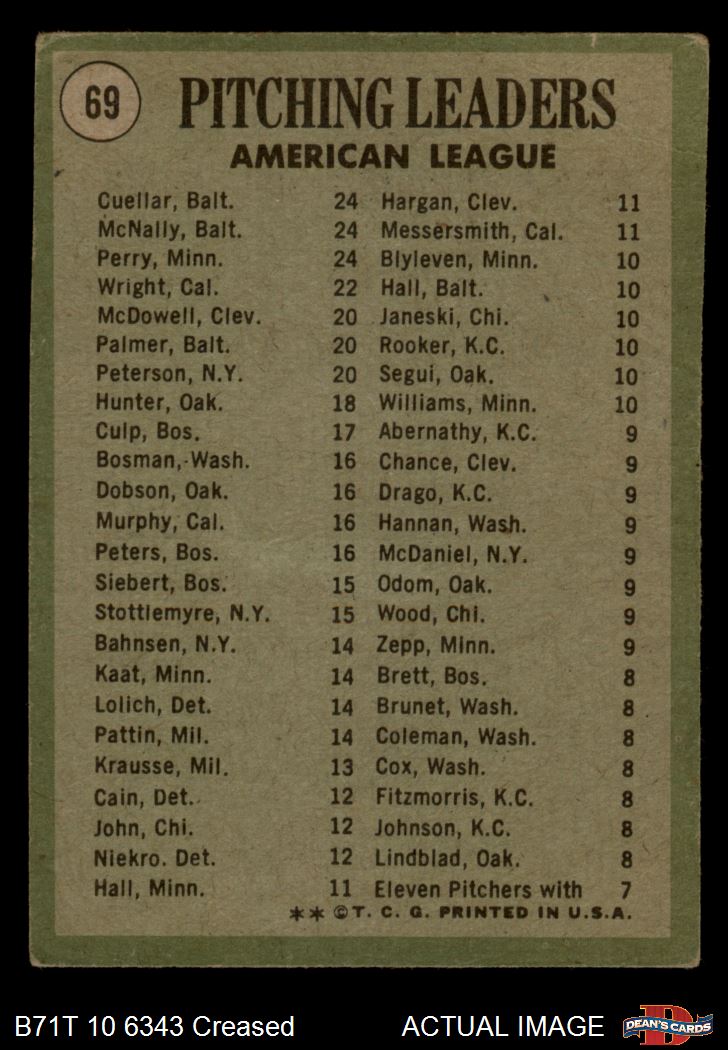 69
PITCHING LEADERS
AMERICAN LEAGUE
Cuellar, Balt. 24 Hargan, Clev. 11
McNally, Balt. 24 Messersmith, Cal. 11
Perry, Minn. 24 Blyleven, Minn. 10
Wright, Cal. 22 Hall, Balt. 10
McDowell, Clev. 20 Janeski, Chi. 10
Palmer, Balt. 20 Rooker, K.C. 10
Peterson, N.Y. 20 Segui, Oak. 10
Hunter, Oak. 18 Williams, Minn. 10
Culp, Bos. 17 Abernathy, K.C. 9
Bosman, Wash. 16 Chance, Clev. 9
Dobson, Oak. 16 Drago, K.C. 9
Murphy, Cal. 16 Hannan, Wash. 9
Peters, Bos. 16 McDaniel, N.Y. 9
Siebert, Bos. 15 Odom, Oak. 9
Stottlemyre, N.Y. 15 Wood, Chi. 9
Bahnsen, N.Y. 14 Zepp, Minn. 9
Kaat, Minn. 14 Brett, Bos. 8
Lolich, Det. 14 Brunet, Wash. 8
Pattin, Mil. 14 Coleman, Wash. 8
Krausse, Mil. 13 Cox, Wash. 8
Cain, Det. 12 Fitzmorris, K.C. 8
John, Chi. 12 Johnson, K.C. 8
Niekro. Det. 12 Lindblad, Oak. 8
Hall, Minn. 11 Eleven Pitchers with 7
** © T. C. G. PRINTED IN U.S.A.
B71T 10 6343 Creased ACTUAL IMAGE
D
DEAN'S CARDS